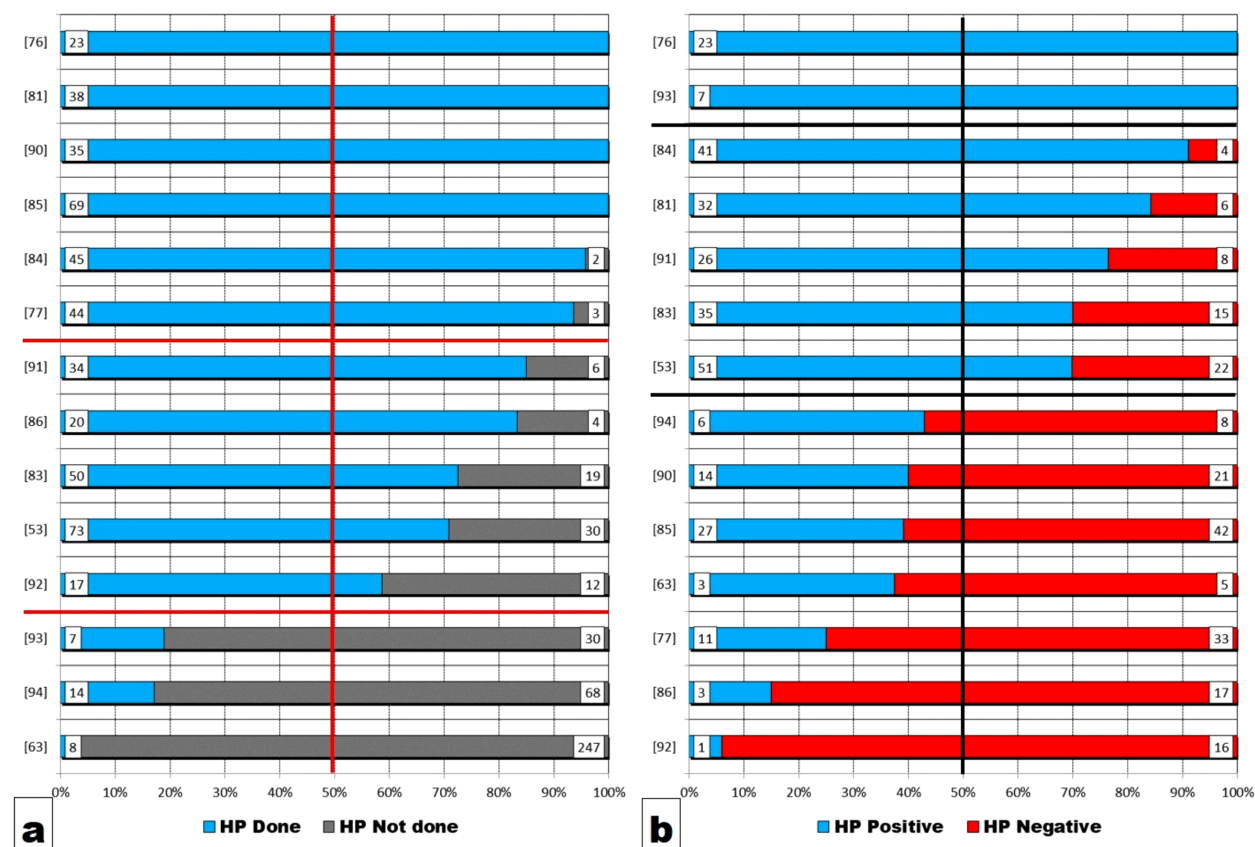 [76] 23
[81] 38
[90] 35
[85] 69
[84] 45 2
[77] 44 3
[91] 34 6
[86] 20 4
[83] 50 19
[53] 73 30
[92] 17 12
[93] 7 30
[94] 14 68
[63] 8 247
0% 10% 20% 30% 40% 50% 60% 70% 80% 90% 100%
a HP Done HP Not done
[76] 23
[93] 7
[84] 41 4
[81] 32 6
[91] 26 8
[83] 35 15
[53] 51 22
[94] 6 8
[90] 14 21
[85] 27 42
[63] 3 5
[77] 11 33
[86] 3 17
[92] 1 16
0% 10% 20% 30% 40% 50% 60% 70% 80% 90% 100%
b HP Positive HP Negative